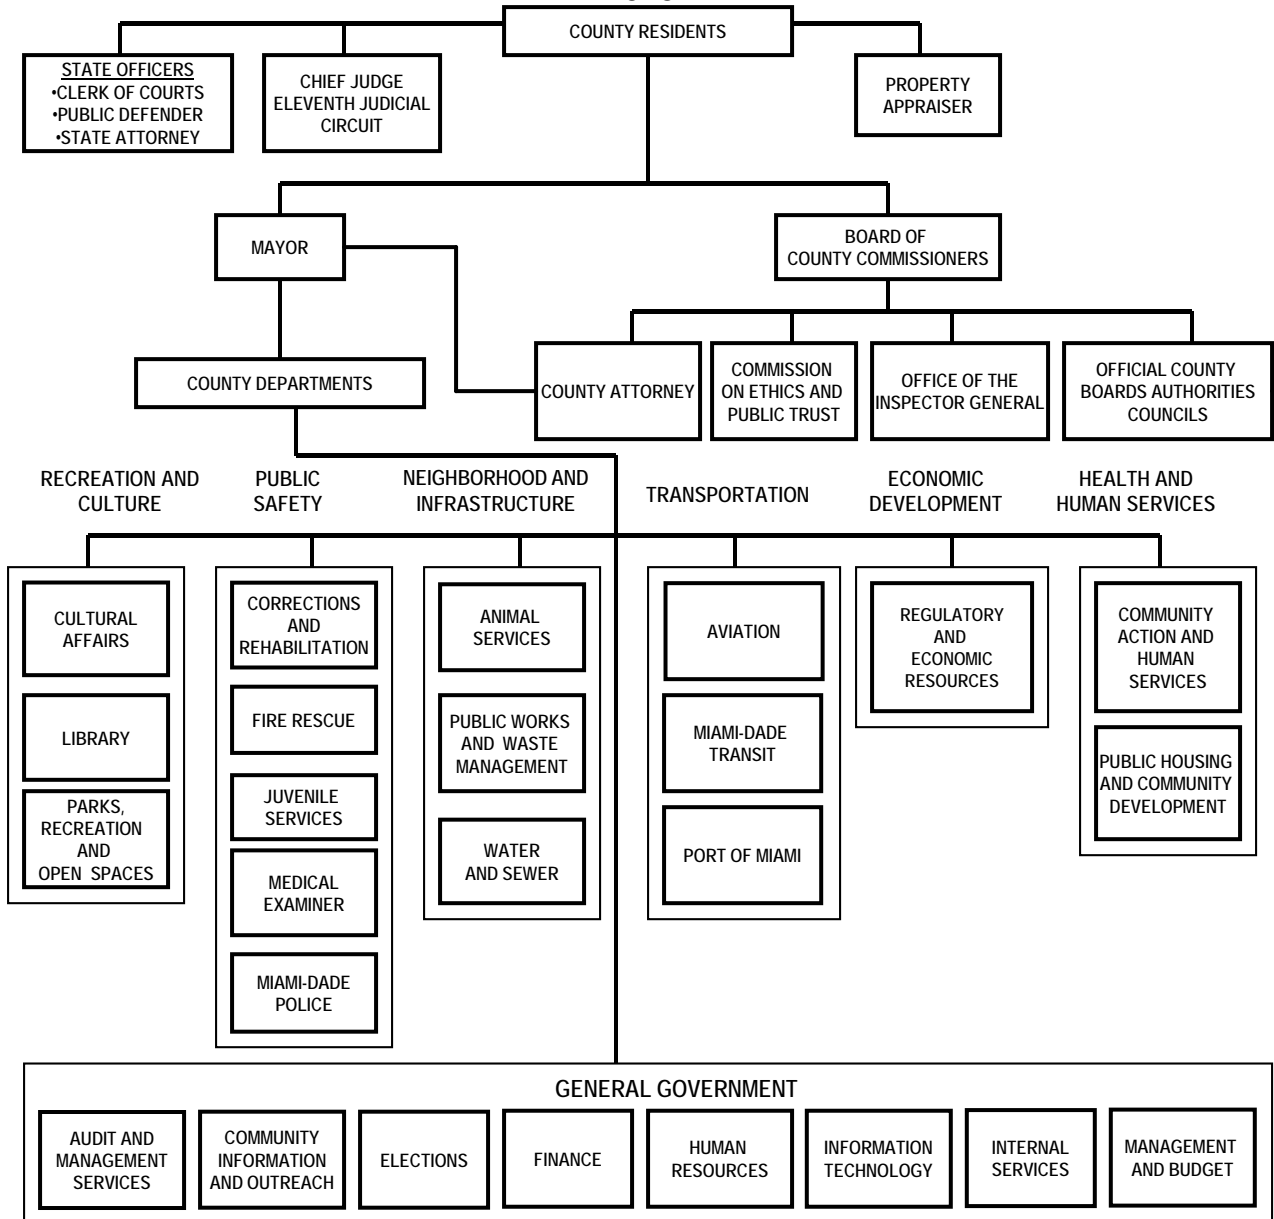 COUNTY RESIDENTS
STATE OFFICERS
•CLERK OF COURTS
•PUBLIC DEFENDER
•STATE ATTORNEY
CHIEF JUDGE
ELEVENTH JUDICIAL
CIRCUIT
PROPERTY
APPRAISER
MAYOR
BOARD OF
COUNTY COMMISSIONERS
COUNTY DEPARTMENTS
COUNTY ATTORNEY
COMMISSION
ON ETHICS AND
PUBLIC TRUST
OFFICE OF THE
INSPECTOR GENERAL
OFFICIAL COUNTY
BOARDS AUTHORITIES
COUNCILS
RECREATION AND
CULTURE
PUBLIC
SAFETY
NEIGHBORHOOD AND
INFRASTRUCTURE
TRANSPORTATION
ECONOMIC
DEVELOPMENT
HEALTH AND
HUMAN SERVICES
CULTURAL
AFFAIRS
LIBRARY
PARKS,
RECREATION
AND
OPEN SPACES
CORRECTIONS
AND
REHABILITATION
FIRE RESCUE
JUVENILE
SERVICES
MEDICAL
EXAMINER
MIAMI-DADE
POLICE
ANIMAL
SERVICES
PUBLIC WORKS
AND WASTE
MANAGEMENT
WATER
AND SEWER
AVIATION
MIAMI-DADE
TRANSIT
PORT OF MIAMI
REGULATORY
AND
ECONOMIC
RESOURCES
COMMUNITY
ACTION AND
HUMAN
SERVICES
PUBLIC HOUSING
AND COMMUNITY
DEVELOPMENT
GENERAL GOVERNMENT
AUDIT AND
MANAGEMENT
SERVICES
COMMUNITY
INFORMATION
AND OUTREACH
ELECTIONS
FINANCE
HUMAN
RESOURCES
INFORMATION
TECHNOLOGY
INTERNAL
SERVICES
MANAGEMENT
AND BUDGET